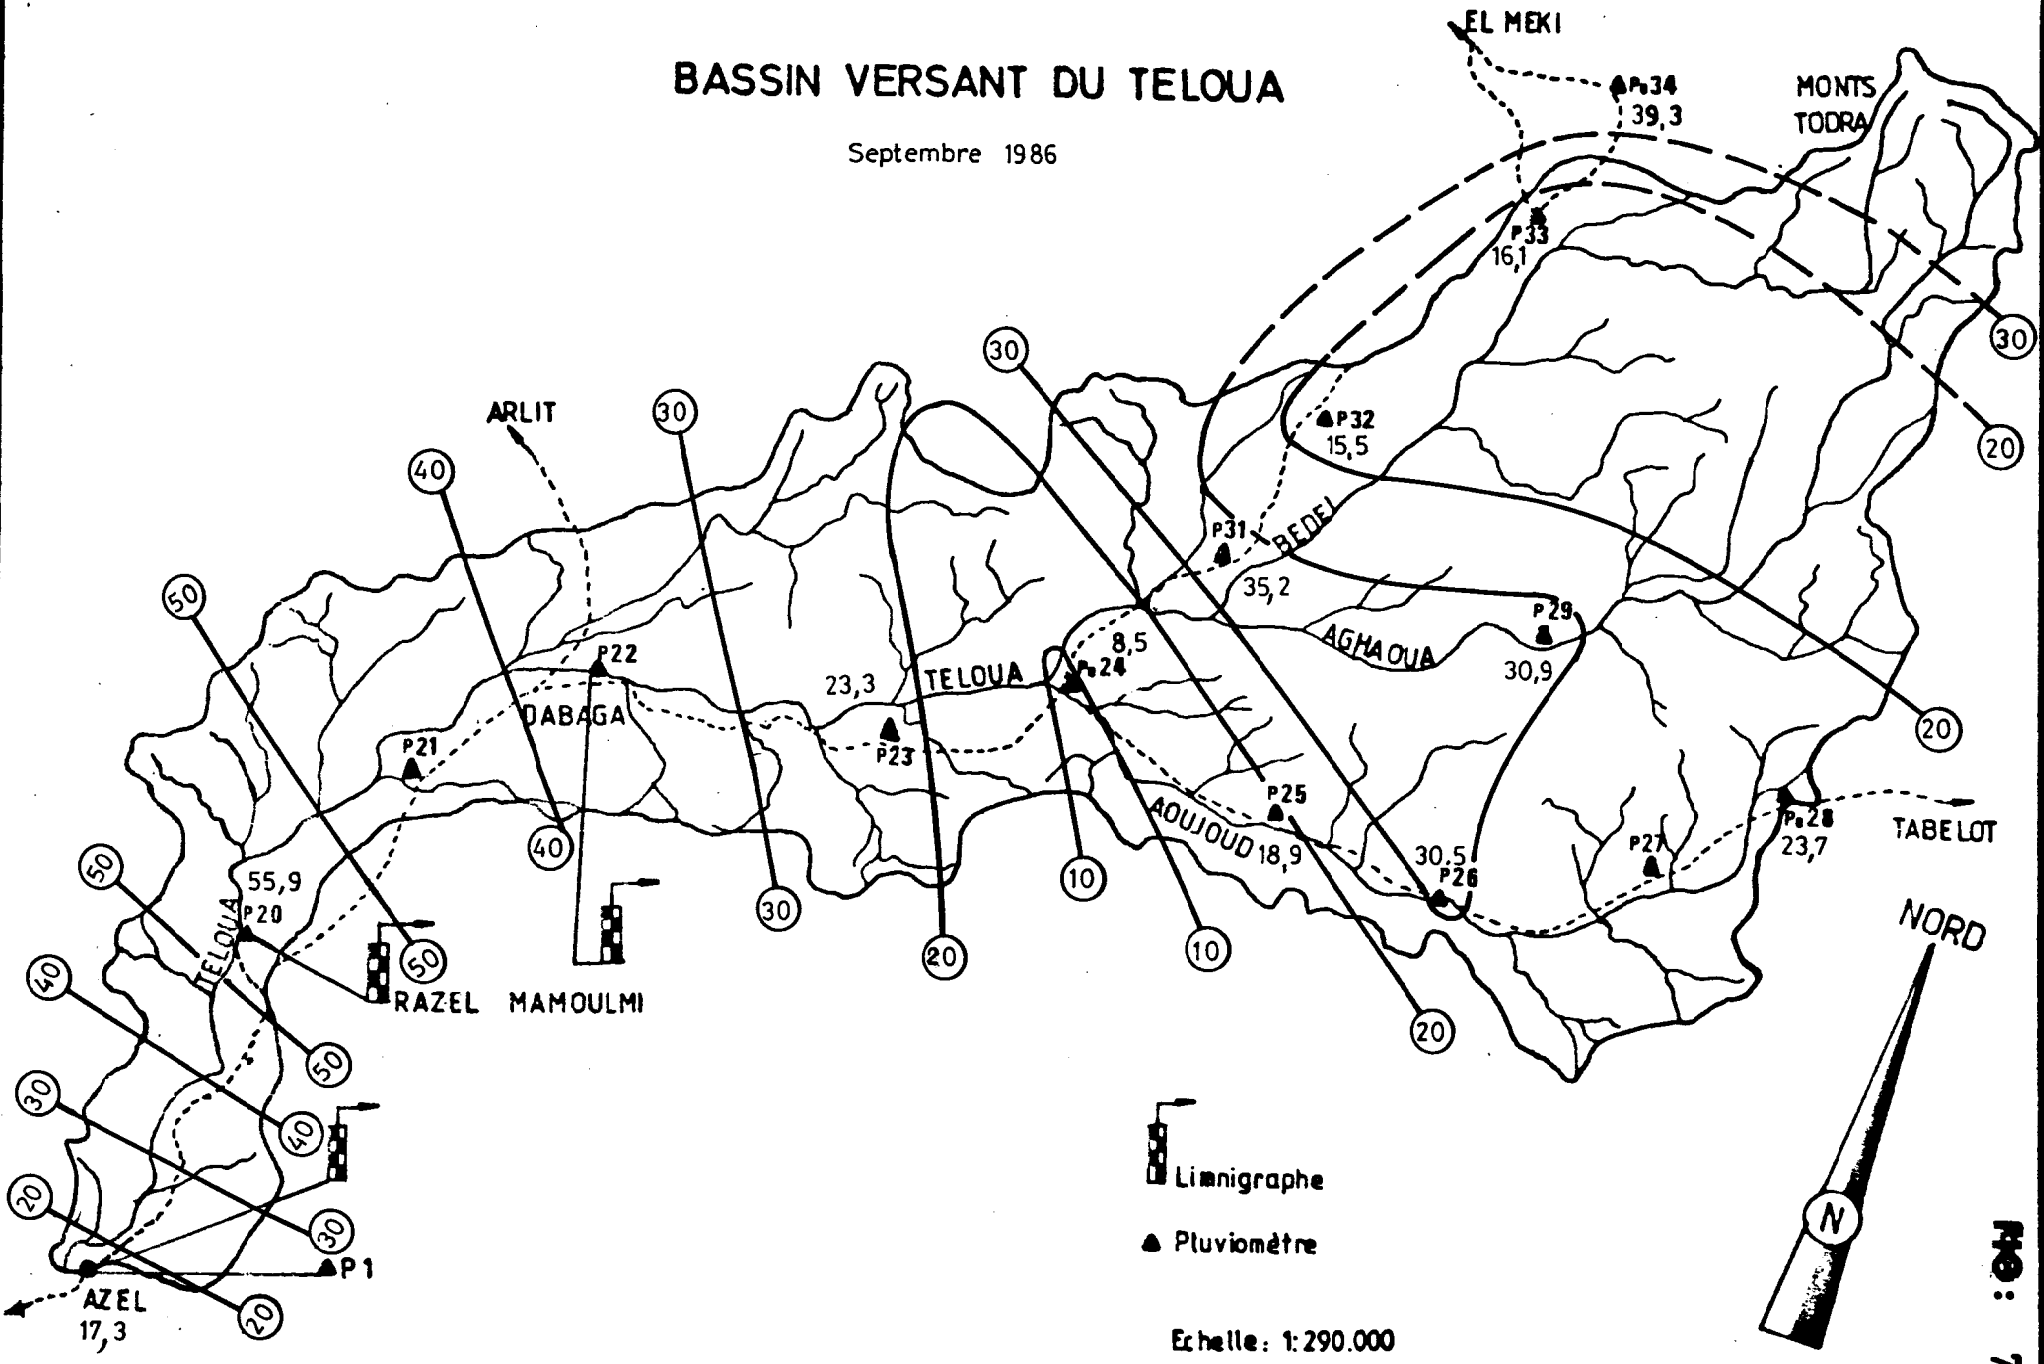 BASSIN VERSANT DU TELOUA
Septembre 1986
EL MEKI
MONTS
TODRA
Po34
39,3
P33
16,1
30
20
30
P32
15,5
ARLIT
30
40
50
P31
35,2
BEDEL
P29
30,9
AGHAOUA
8,5
Po24
TELOUA
23,3
P23
P22
DABAGA
P21
40
30
20
10
10
20
20
P25
AOUJOUD
18,9
30,5
P26
P27
Po28
23,7
TABELOT
50
55,9
P20
TELOUA
50
RAZEL MAMOULMI
40
50
30
40
20
30
P1
AZEL
17,3
20
NORD
N
Limnigraphe
Pluviomètre
Echelle: 1:290.000